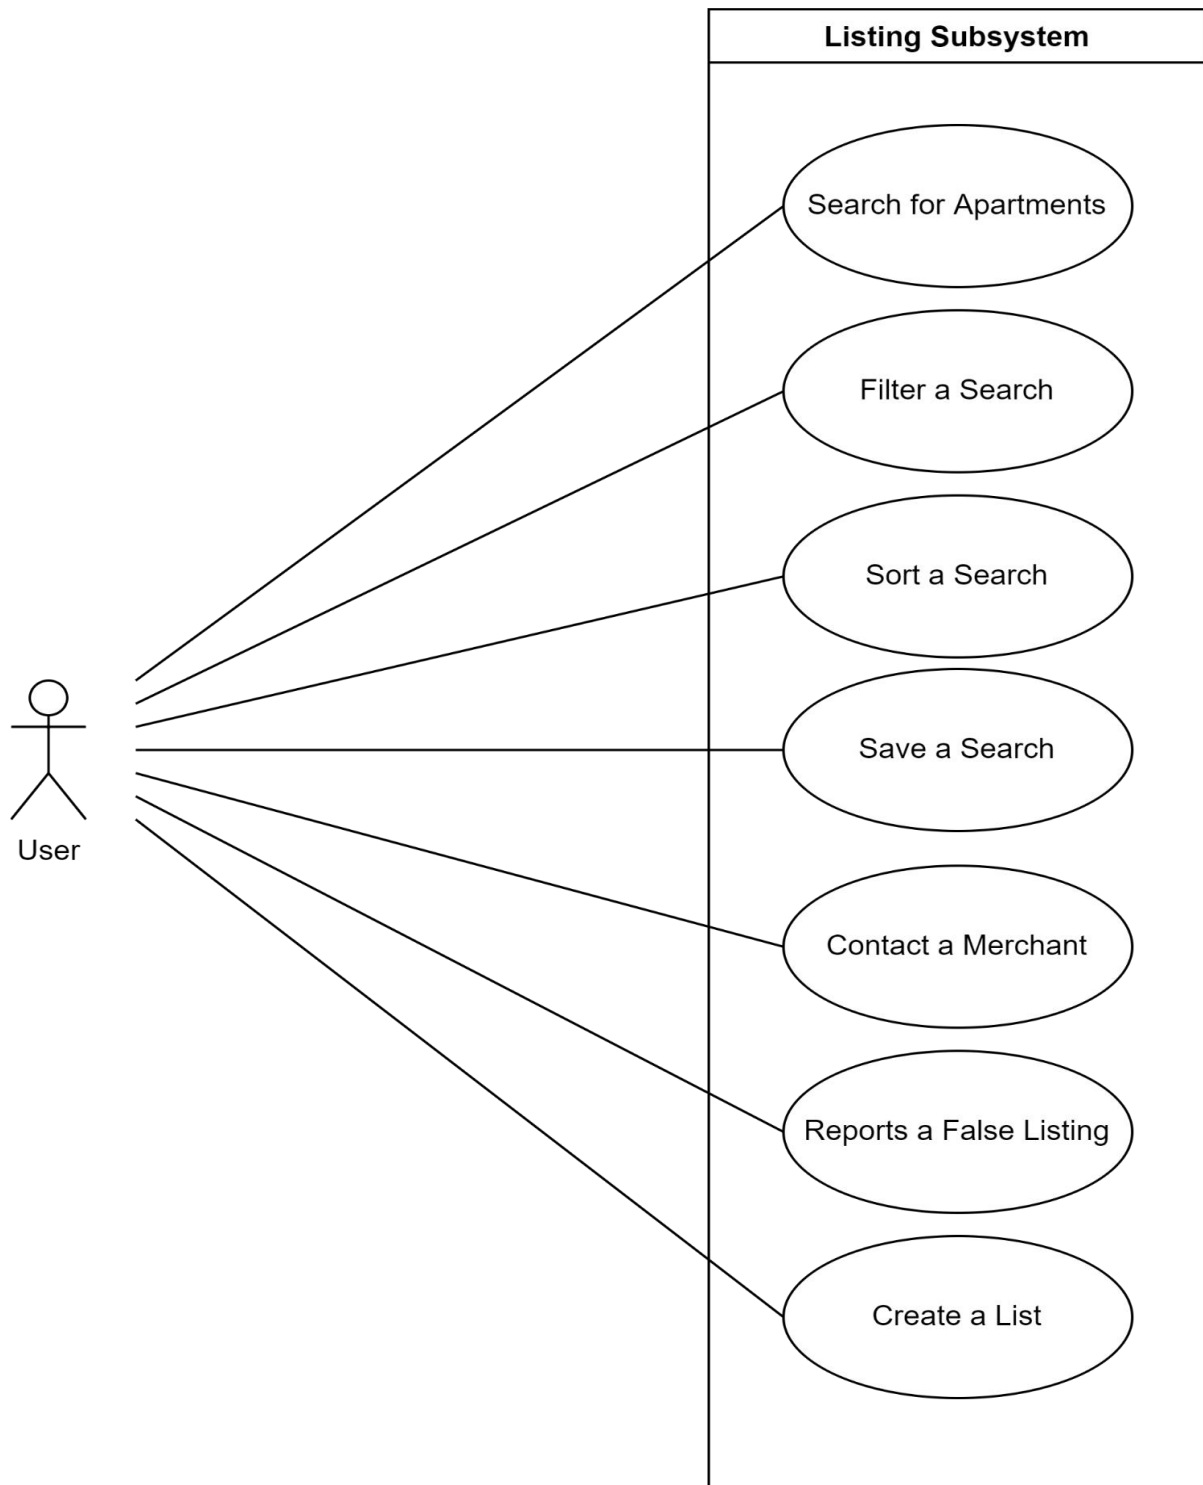 Listing Subsystem
Search for Apartments
Filter a Search
Sort a Search
Save a Search
User
Contact a Merchant
Reports a False Listing
Create a List